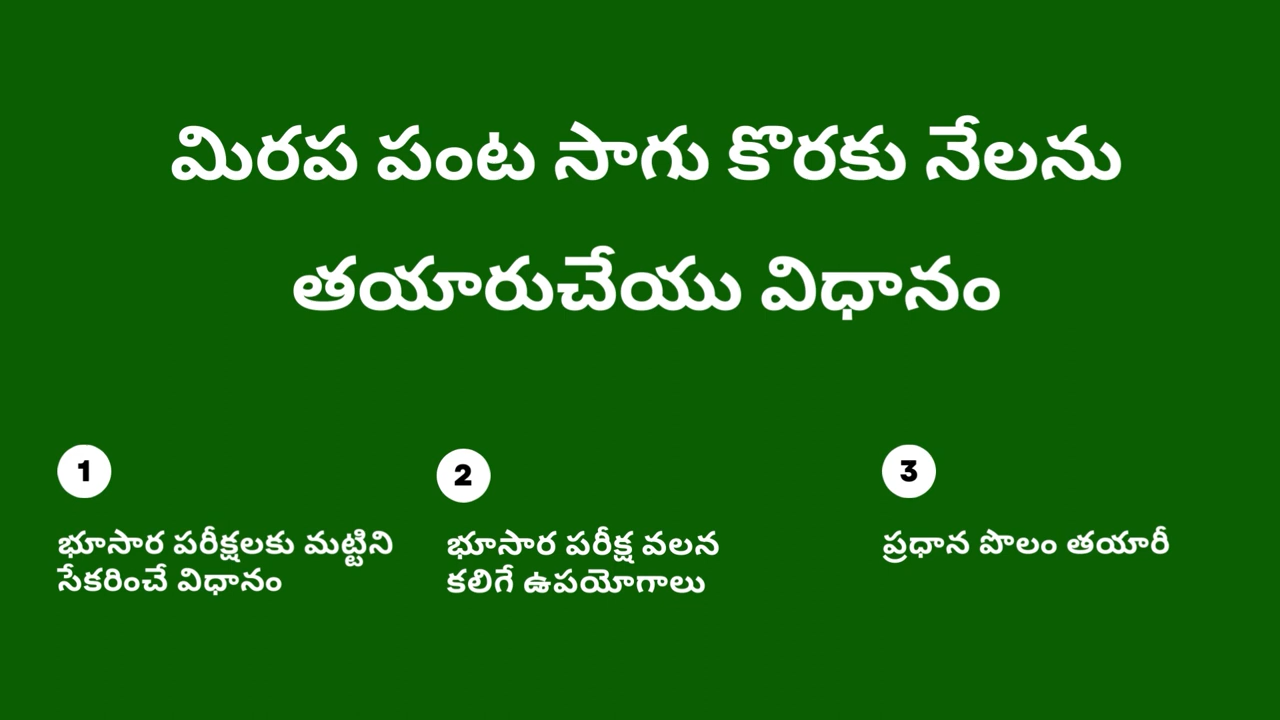 మిరప పంట సాగు కొరకు నేలను
తయారుచేయు విధానం
1
భూసార పరీక్షలకు మట్టిని
సేకరించే విధానం
2
భూసార పరీక్ష వలన
కలిగే ఉపయోగాలు
3
ప్రధాన పొలం తయారీ